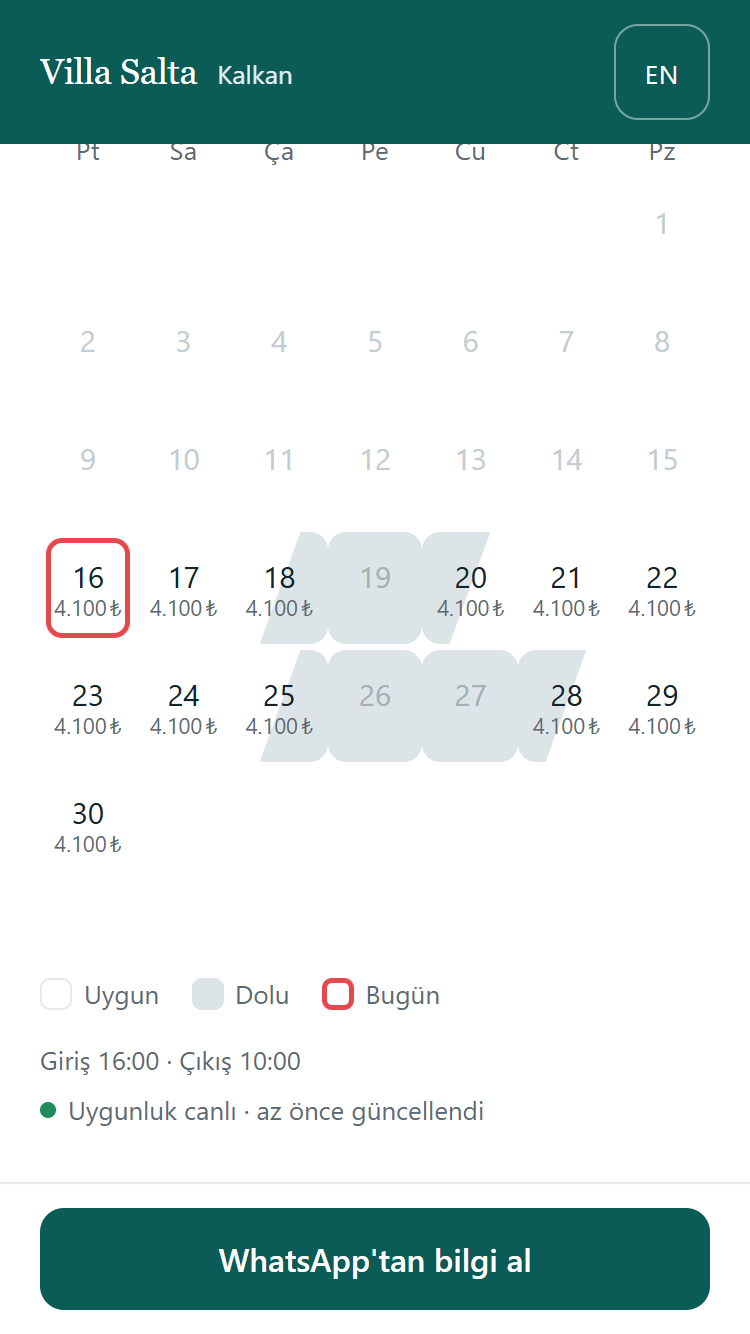 Villa Salta Kalkan EN
Pt Sa Ça Pe Cu Ct Pz
1
2 3 4 5 6 7 8
9 10 11 12 13 14 15
16 17 18 19 20 21 22
4.100₺ 4.100₺ 4.100₺ 4.100₺ 4.100₺ 4.100₺
23 24 25 26 27 28 29
4.100₺ 4.100₺ 4.100₺ 4.100₺ 4.100₺
30
4.100₺
Uygun Dolu Bugün
Giriş 16:00 · Çıkış 10:00
Uygunluk canlı · az önce güncellendi
WhatsApp'tan bilgi al